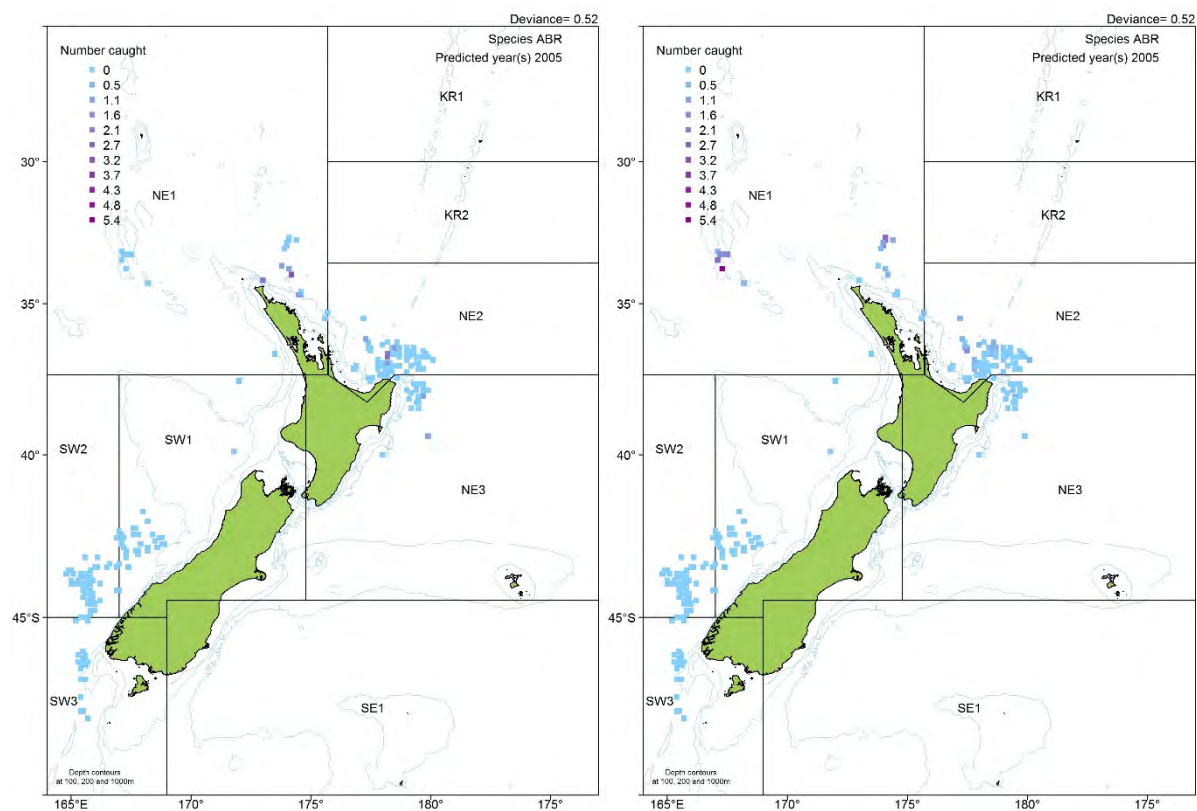 Deviance= 0.52
Species ABR
Predicted year(s) 2005
Number caught
0
0.5
1.1
1.6
2.1
2.7
3.2
3.7
4.3
4.8
5.4
KR1
30°
NE1
KR2
35°
NE2
SW2
SW1
40°
NE3
45°S
SW3
SE1
Depth contours
at 100, 200 and 1000m
165°E
170°
175°
180°
175°
Deviance= 0.52
Species ABR
Predicted year(s) 2005
Number caught
0
0.5
1.1
1.6
2.1
2.7
3.2
3.7
4.3
4.8
5.4
KR1
30°
NE1
KR2
35°
NE2
SW2
SW1
40°
NE3
45°S
SW3
SE1
Depth contours
at 100, 200 and 1000m
165°E
170°
175°
180°
175°